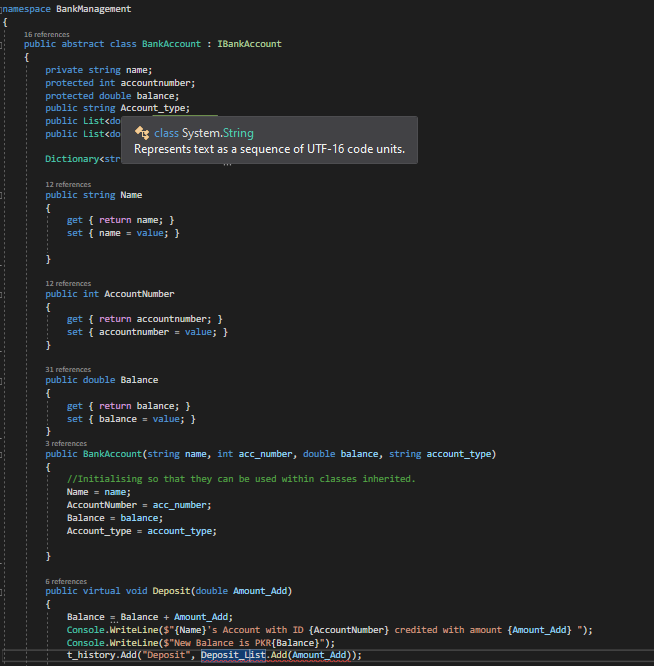 namespace BankManagement
{
16 references
public abstract class BankAccount : IBankAccount
{
private string name;
protected int accountnumber;
protected double balance;
public string Account_type;
public List<do
public List<do
class System.String
Represents text as a sequence of UTF-16 code units.
Dictionary<str
12 references
public string Name
{
get { return name; }
set { name = value; }
}
12 references
public int AccountNumber
{
get { return accountnumber; }
set { accountnumber = value; }
}
31 references
public double Balance
{
get { return balance; }
set { balance = value; }
}
3 references
public BankAccount(string name, int acc_number, double balance, string account_type)
{
//Initialising so that they can be used within classes inherited.
Name = name;
AccountNumber = acc_number;
Balance = balance;
Account_type = account_type;
}
6 references
public virtual void Deposit(double Amount_Add)
{
Balance = Balance + Amount_Add;
Console.WriteLine($"{Name}'s Account with ID {AccountNumber} credited with amount {Amount_Add} ");
Console.WriteLine($"New Balance is PKR{Balance}");
t_history.Add("Deposit", Deposit_List.Add(Amount_Add));